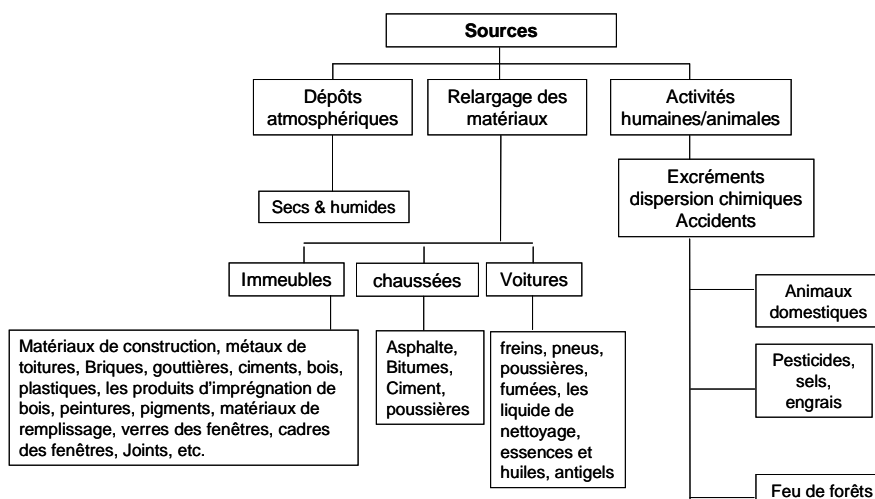 Sources
Dépôts
atmosphériques
Relargage des
matériaux
Activités
humaines/animales
Secs & humides
Excréments
dispersion chimiques
Accidents
Immeubles
chaussées
Voitures
Matériaux de construction, métaux de
toitures, Briques, gouttières, ciments, bois,
plastiques, les produits d'imprégnation de
bois, peintures, pigments, matériaux de
remplissage, verres des fenêtres, cadres
des fenêtres, Joints, etc.
Asphalte,
Bitumes,
Ciment,
poussières
freins, pneus,
poussières,
fumées, les
liquide de
nettoyage,
essences et
huiles, antigels
Animaux
domestiques
Pesticides,
sels,
engrais
Feu de forêts